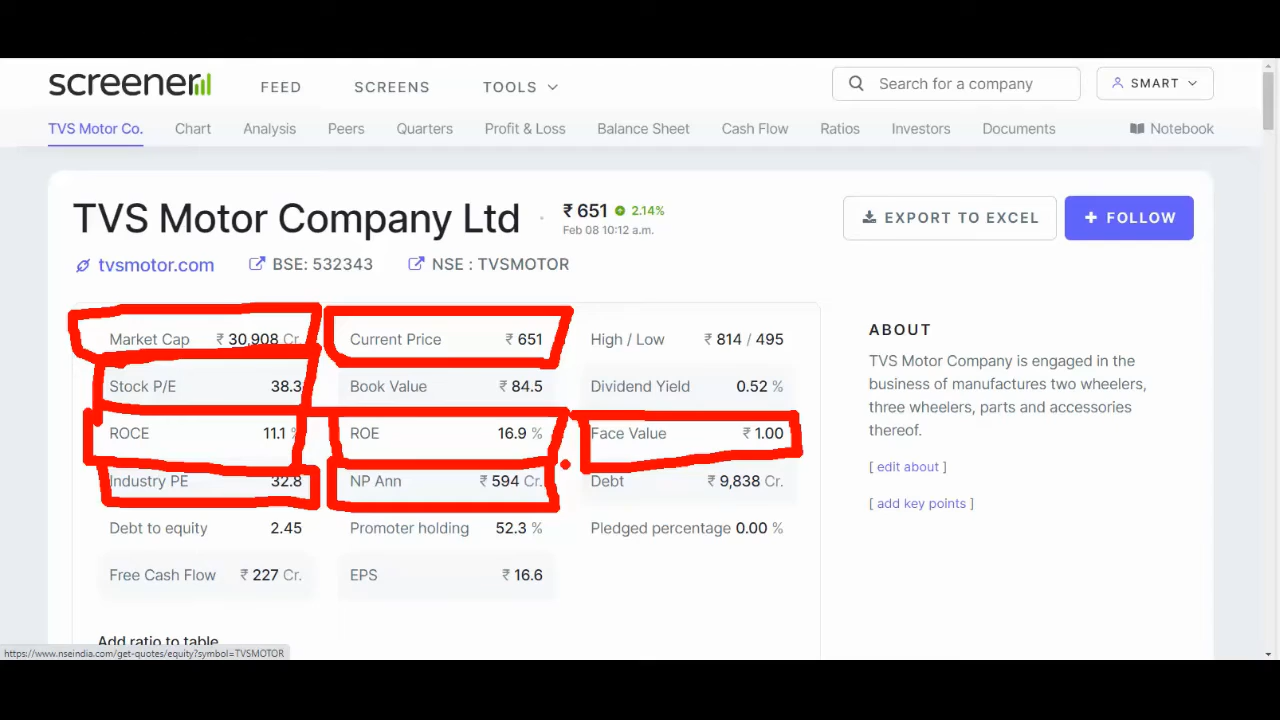 screener
FEED SCREENS TOOLS
Search for a company
SMART
TVS Motor Co. Chart Analysis Peers Quarters Profit & Loss Balance Sheet Cash Flow Ratios Investors Documents Notebook
TVS Motor Company Ltd
₹ 651 2.14%
Feb 08 10:12 a.m.
EXPORT TO EXCEL
+ FOLLOW
tvsmotor.com BSE: 532343 NSE : TVSMOTOR
Market Cap ₹ 30,908 Cr. Current Price ₹ 651 High / Low ₹ 814 / 495
Stock P/E 38.3 Book Value ₹ 84.5 Dividend Yield 0.52 %
ROCE 11.1 % ROE 16.9 % Face Value ₹ 1.00
Industry PE 32.8 NP Ann ₹ 594 Cr. Debt ₹ 9,838 Cr.
Debt to equity 2.45 Promoter holding 52.3 % Pledged percentage 0.00 %
Free Cash Flow ₹ 227 Cr. EPS ₹ 16.6
Add ratio to table
ABOUT
TVS Motor Company is engaged in the
business of manufactures two wheelers,
three wheelers, parts and accessories
thereof.
[ edit about ]
[ add key points ]
https://www.nseindia.com/get-quotes/equity?symbol=TVSMOTOR